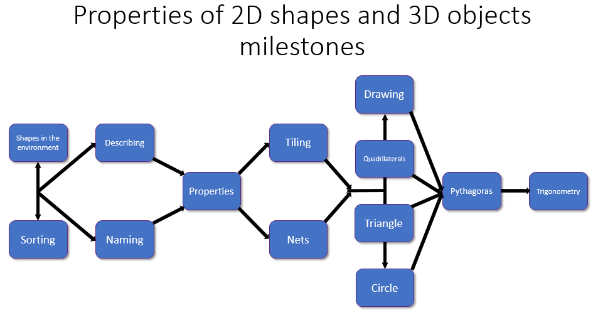 Properties of 2D shapes and 3D objects
milestones
Shapes in the
environment
Sorting
Describing
Naming
Properties
Tiling
Nets
Drawing
Quadrilaterals
Triangle
Circle
Pythagoras
Trigonometry